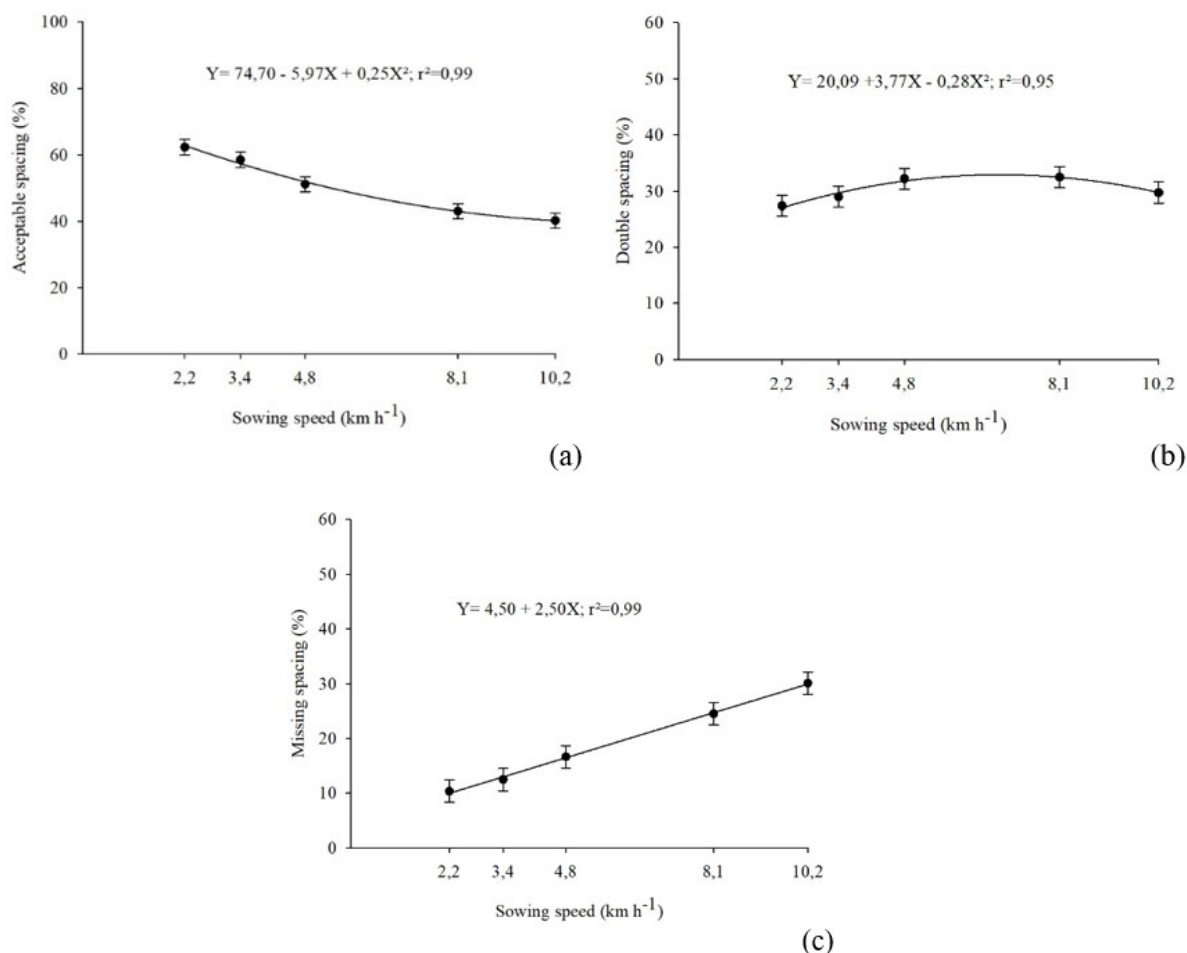 100
80
60
40
20
0
Acceptable spacing (%)
Y= 74,70 - 5,97X + 0,25X²; r²=0,99
2,2 3,4 4,8 8,1 10,2
Sowing speed (km h⁻¹)
(a)
60
50
40
30
20
10
0
Double spacing (%)
Y= 20,09 +3,77X - 0,28X²; r²=0,95
2,2 3,4 4,8 8,1 10,2
Sowing speed (km h⁻¹)
(b)
60
50
40
30
20
10
0
Missing spacing (%)
Y= 4,50 + 2,50X; r²=0,99
2,2 3,4 4,8 8,1 10,2
Sowing speed (km h⁻¹)
(c)